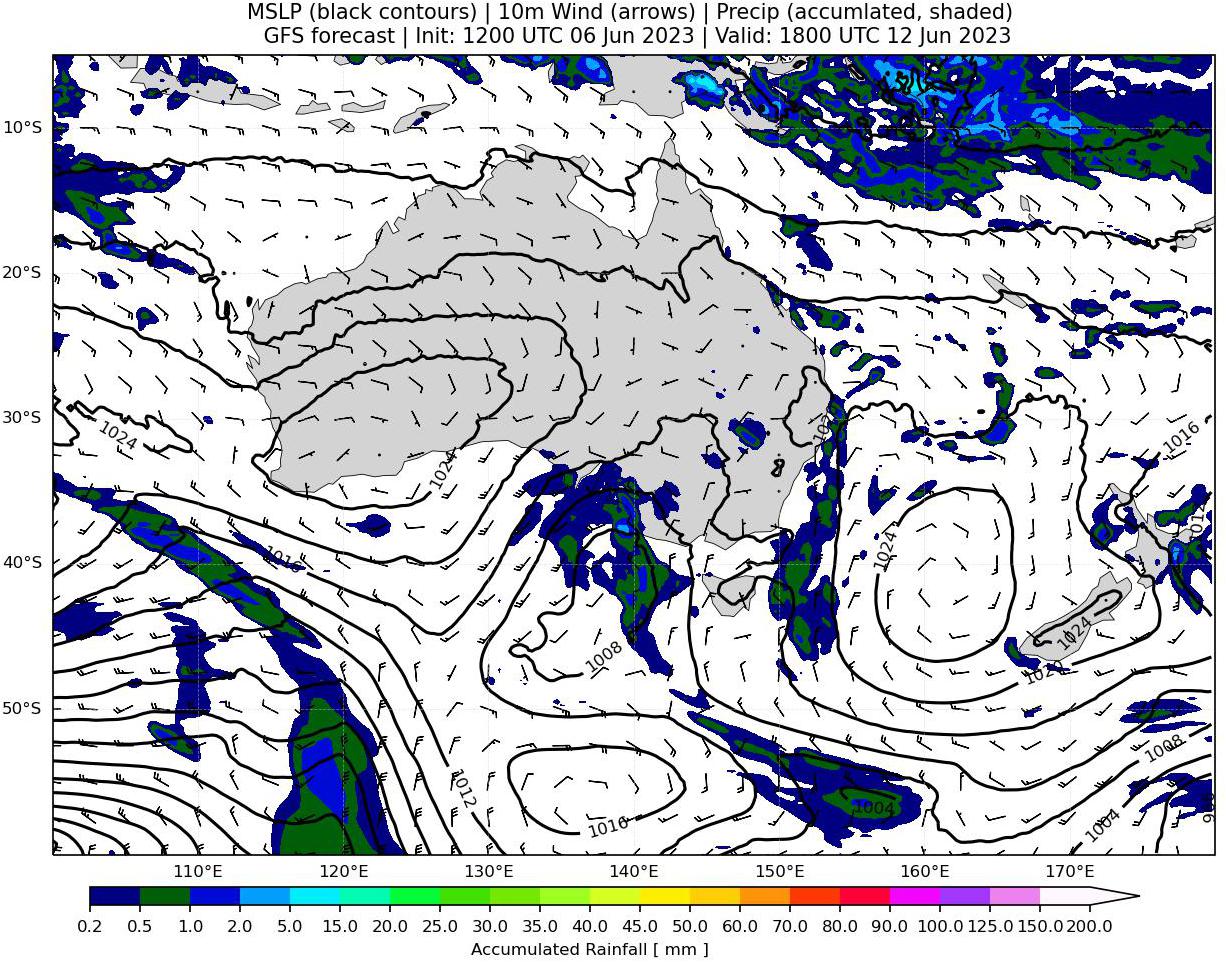 MSLP (black contours) | 10m Wind (arrows) | Precip (accumlated, shaded)
GFS forecast | Init: 1200 UTC 06 Jun 2023 | Valid: 1800 UTC 12 Jun 2023
10°S
20°S
30°S
1024
1016
1024
40°S
1016
1024
1012
1008
1024
1020
50°S
1008
1012
1004
1016
1004
110°E 120°E 130°E 140°E 150°E 160°E 170°E
0.2 0.5 1.0 2.0 5.0 15.0 20.0 25.0 30.0 35.0 40.0 45.0 50.0 60.0 70.0 80.0 90.0 100.0 125.0 150.0 200.0
Accumulated Rainfall [ mm ]